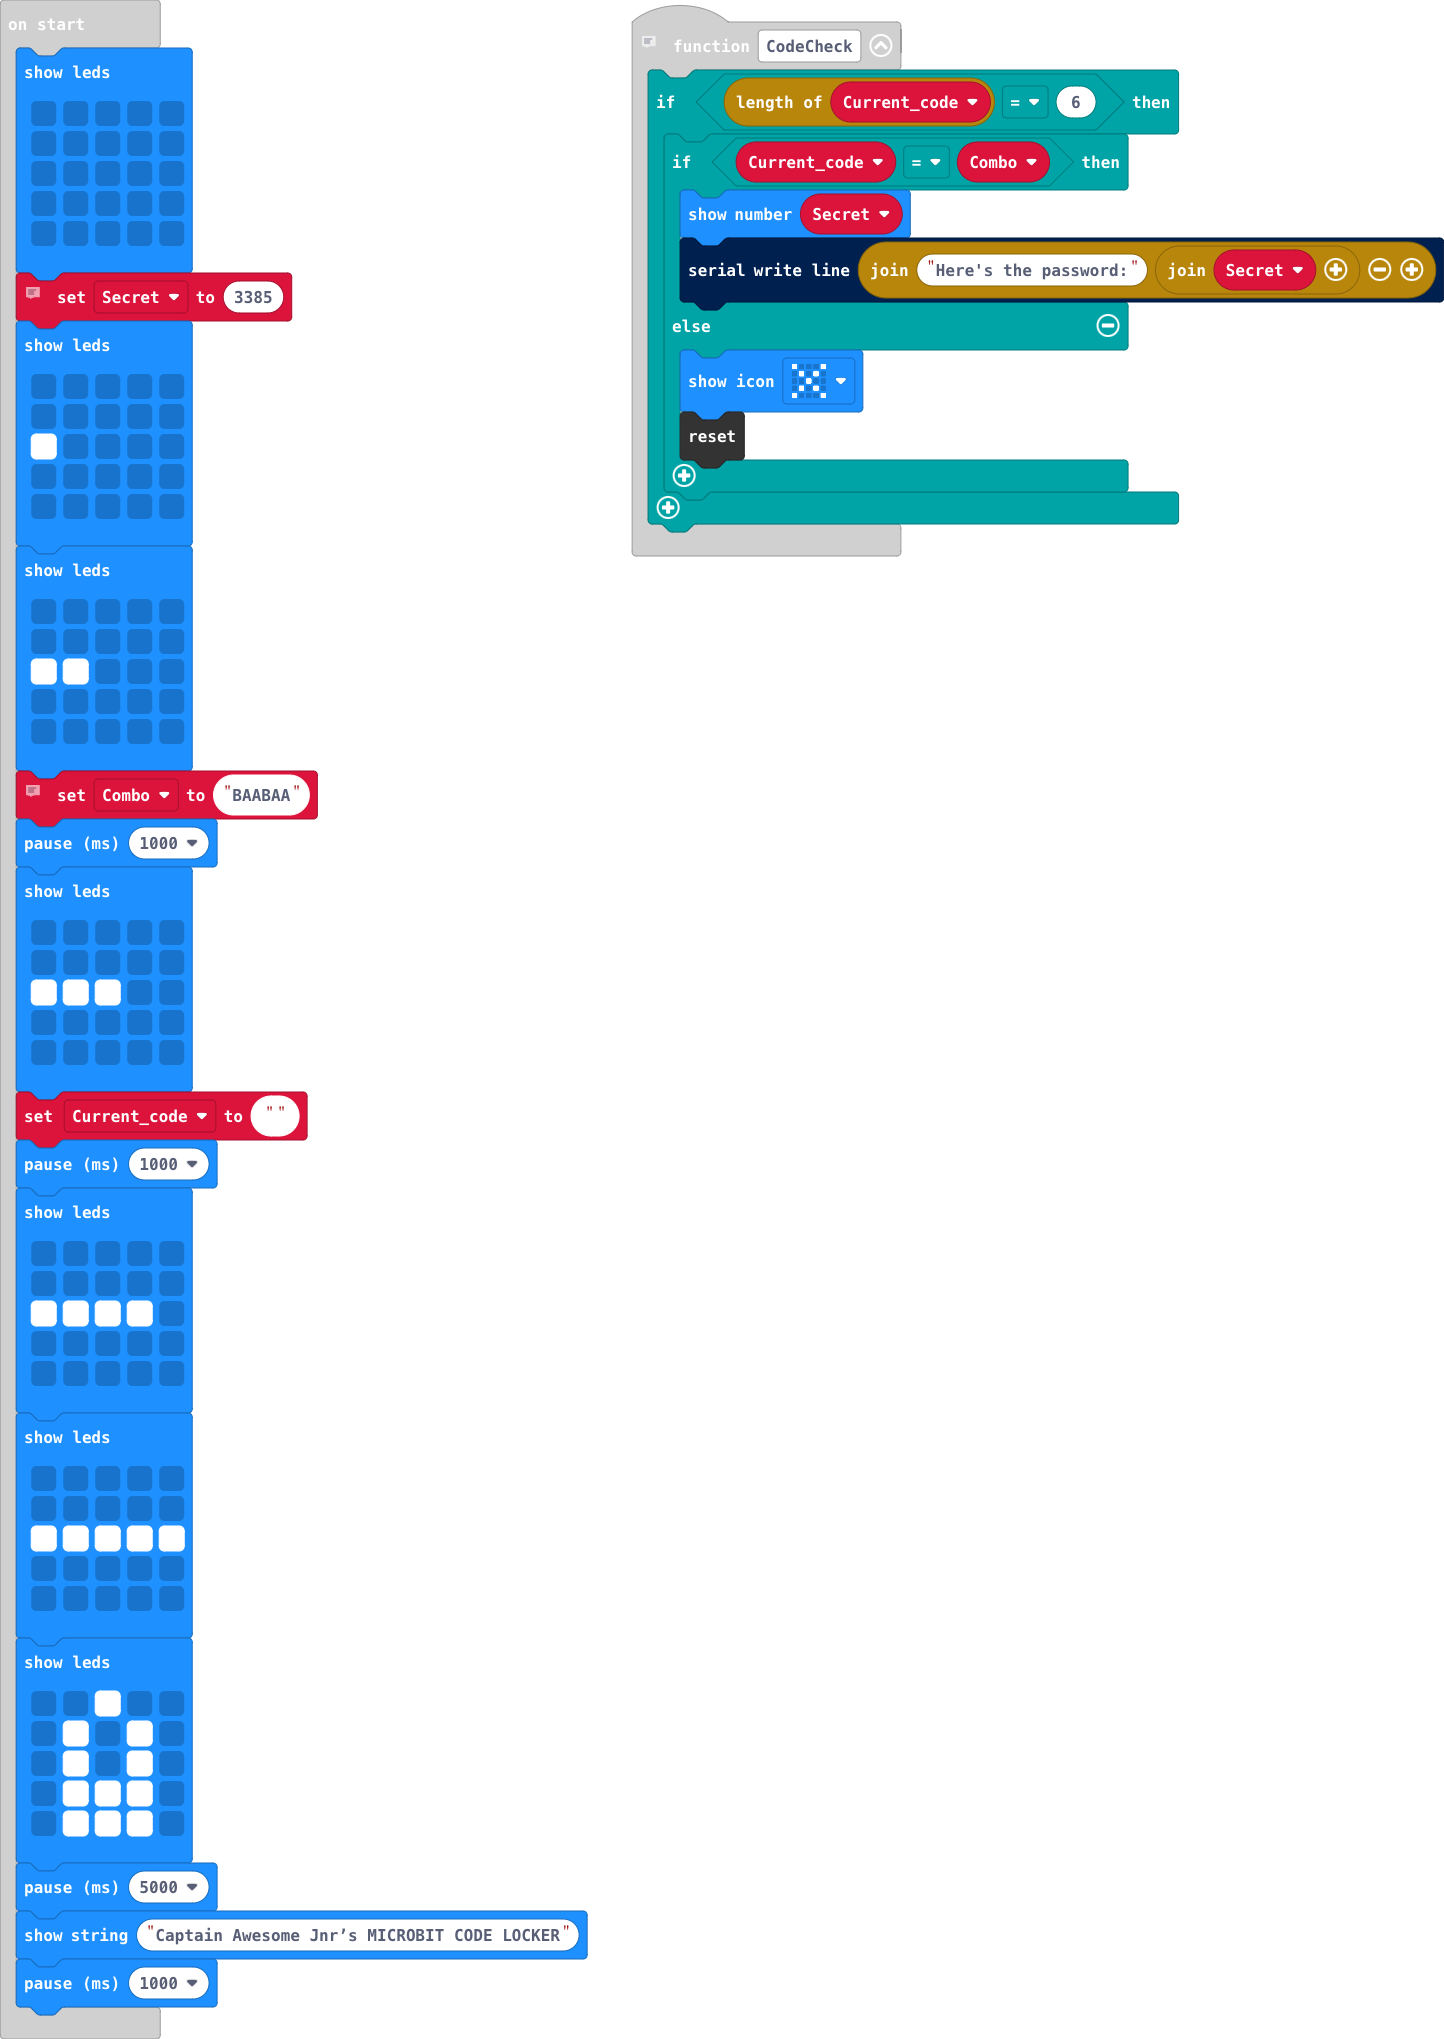 on start
show leds
set Secret to 3385
show leds
show leds
set Combo to "BAABAA"
pause (ms) 1000
show leds
set Current_code to ""
pause (ms) 1000
show leds
show leds
show leds
pause (ms) 5000
show string "Captain Awesome Jnr’s MICROBIT CODE LOCKER"
pause (ms) 1000
function CodeCheck
if length of Current_code = 6 then
if Current_code = Combo then
show number Secret
serial write line join "Here's the password:" join Secret
else
show icon
reset